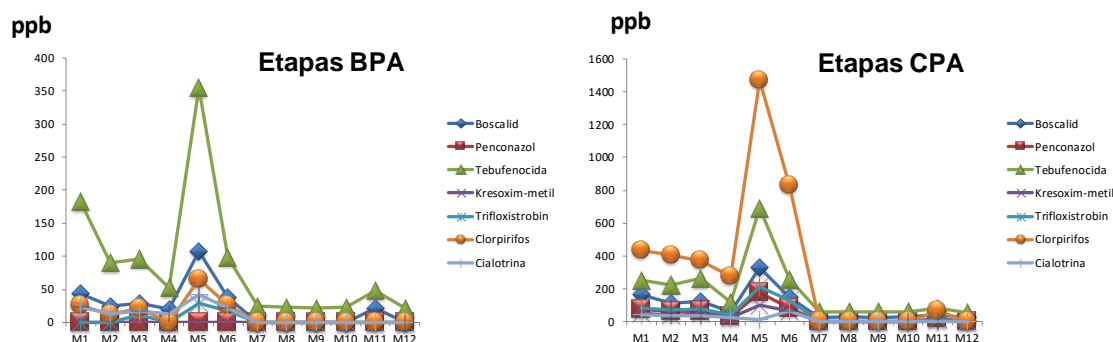 ppb
Etapas BPA
400
350
300
250
200
150
100
50
0
M1 M2 M3 M4 M5 M6 M7 M8 M9 M10 M11 M12
Boscalid
Penconazol
Tebufenocida
Kresoxim-metil
Trifloxistrobin
Clorpirifos
Cialotrina
ppb
Etapas CPA
1600
1400
1200
1000
800
600
400
200
0
M1 M2 M3 M4 M5 M6 M7 M8 M9 M10 M11 M12
Boscalid
Penconazol
Tebufenocida
Kresoxim-metil
Trifloxistrobin
Clorpirifos
Cialotrina